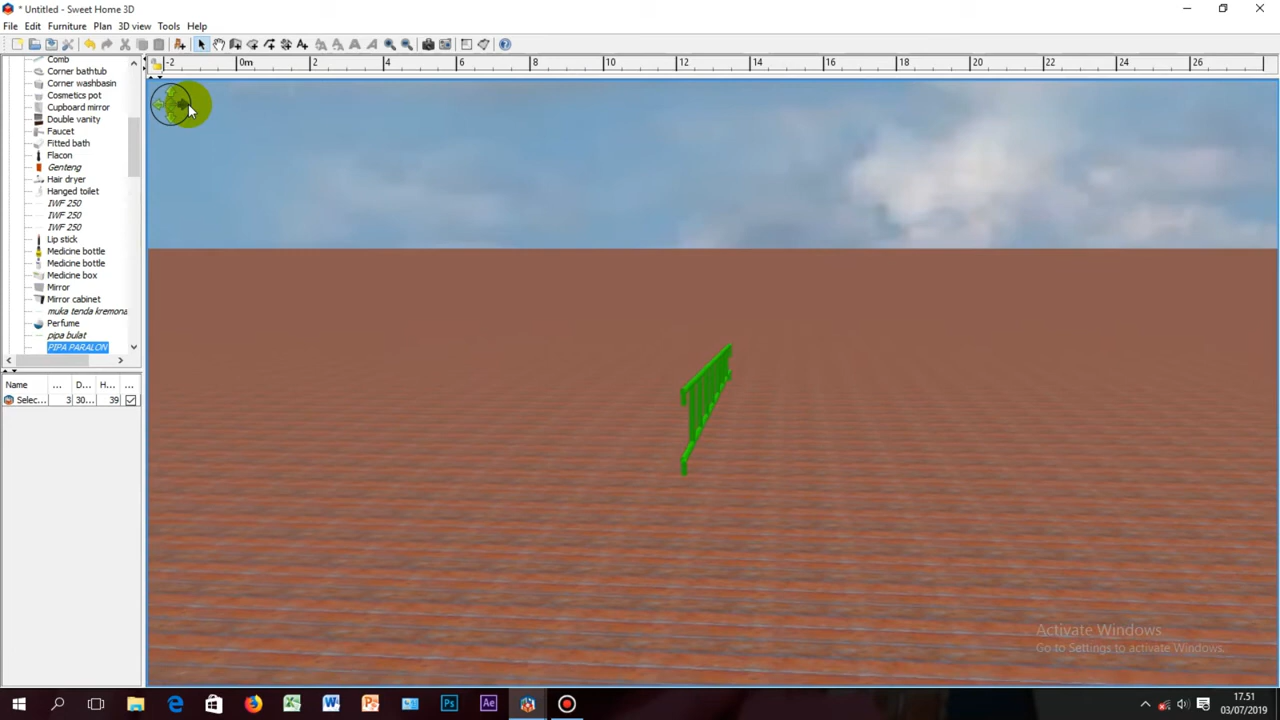 * Untitled - Sweet Home 3D
File Edit Furniture Plan 3D view Tools Help
-2 0m 2 4 6 8 10 12 14 16 18 20 22 24 26
Comb
Corner bathtub
Corner washbasin
Cosmetics pot
Cupboard mirror
Double vanity
Faucet
Fitted bath
Flacon
Genteng
Hair dryer
Hanged toilet
IWF 250
IWF 250
IWF 250
Lip stick
Medicine bottle
Medicine bottle
Medicine box
Mirror
Mirror cabinet
muka tenda kremona
Perfume
pipa bulat
PIPA PARALON
Name ... D... H... ...
Selec... 3 30... 39
Activate Windows
Go to Settings to activate Windows.
17.51
03/07/2019